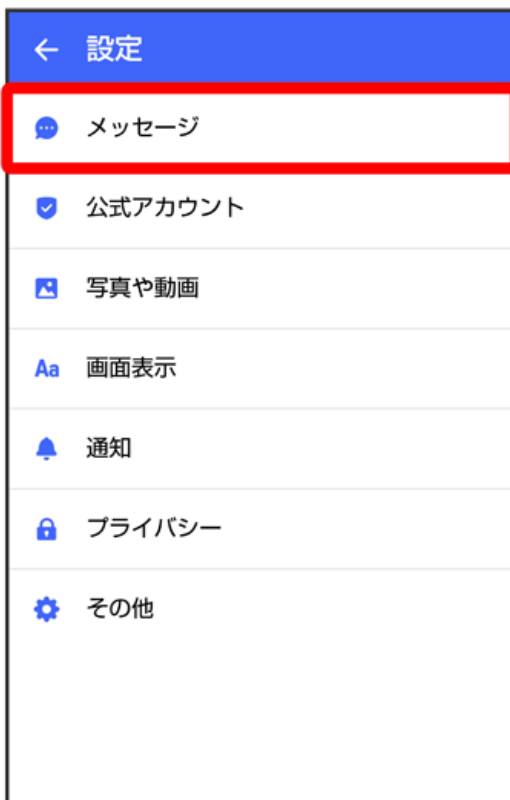 設定
メッセージ
公式アカウント
写真や動画
Aa 画面表示
通知
プライバシー
その他